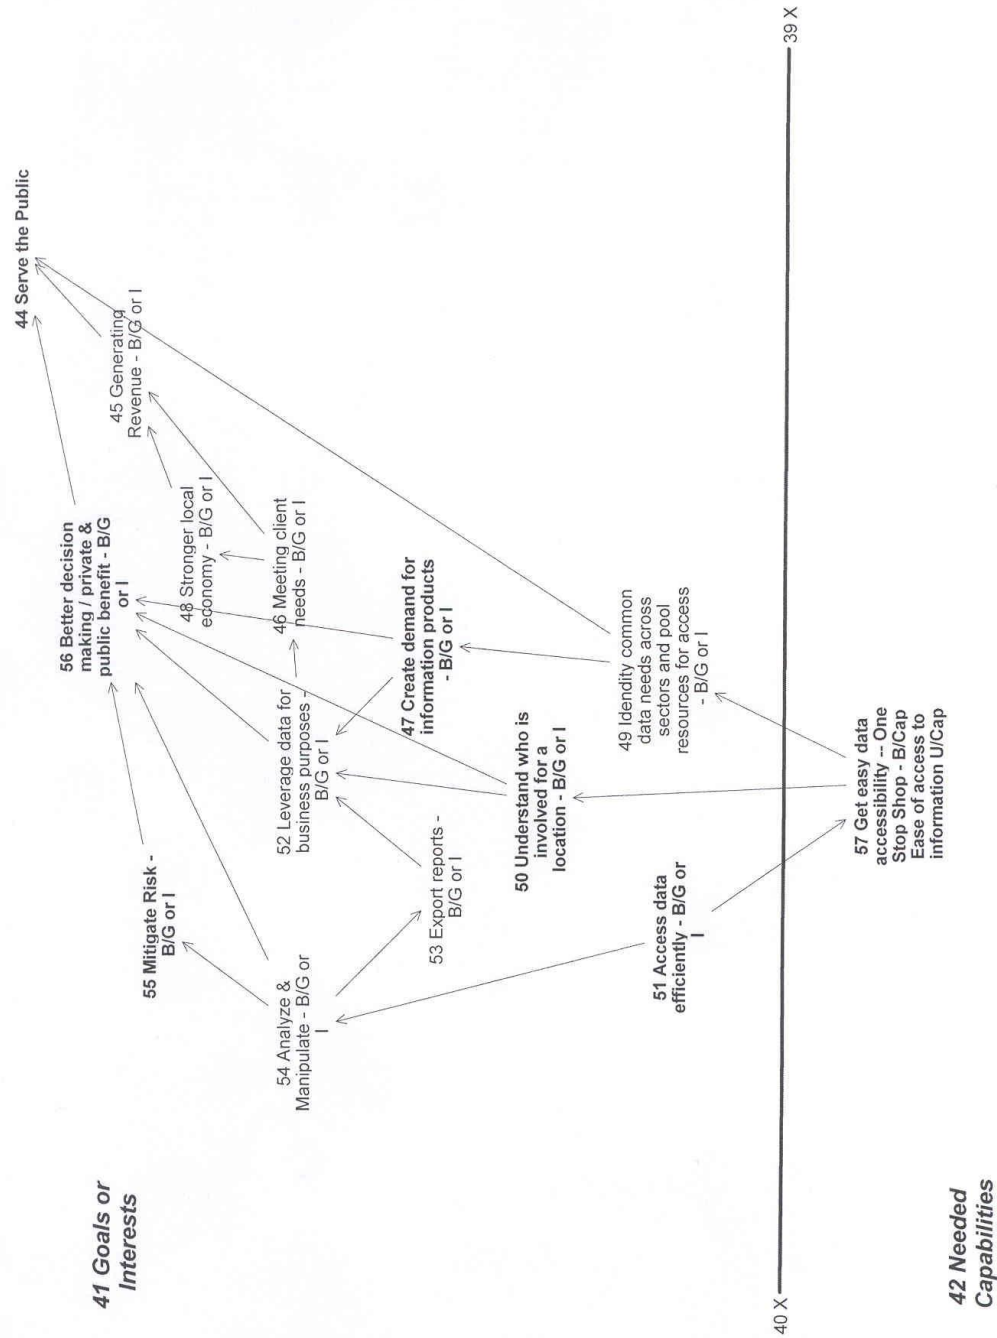 44 Serve the Public
56 Better decision
making / private &
public benefit - B/G
or I
45 Generating
Revenue - B/G or I
41 Goals or
Interests
55 Mitigate Risk -
B/G or I
48 Stronger local
economy - B/G or I
54 Analyze &
Manipulate - B/G or
I
52 Leverage data for
business purposes -
B/G or I
46 Meeting client
needs - B/G or I
53 Export reports -
B/G or I
47 Create demand for
information products
- B/G or I
50 Understand who is
involved for a
location - B/G or I
51 Access data
efficiently - B/G or
I
49 Idendity common
data needs across
sectors and pool
resources for access
- B/G or I
40 X
39 X
57 Get easy data
accessibility -- One
Stop Shop - B/Cap
Ease of access to
information U/Cap
42 Needed
Capabilities